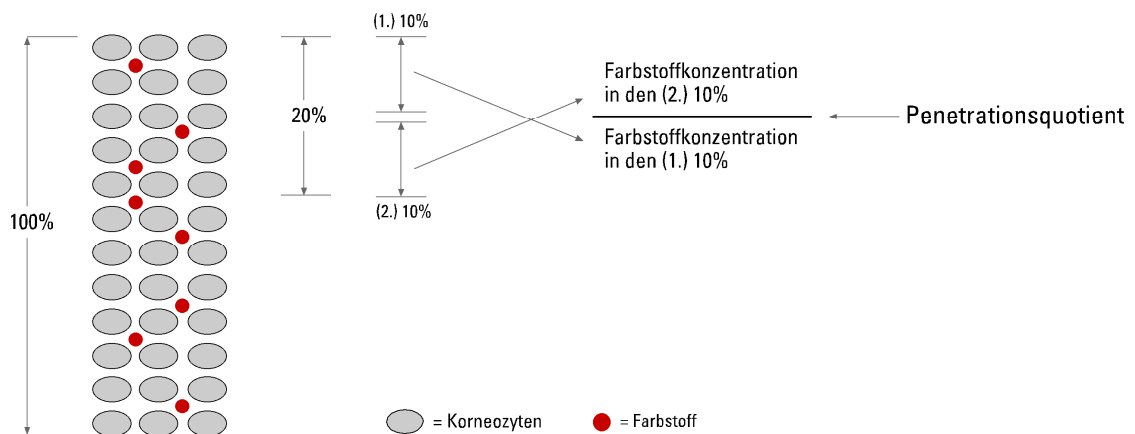 (1.) 10%
Farbstoffkonzentration
in den (2.) 10%
20%
Penetrationsquotient
Farbstoffkonzentration
in den (1.) 10%
(2.) 10%
100%
= Korneozyten
= Farbstoff